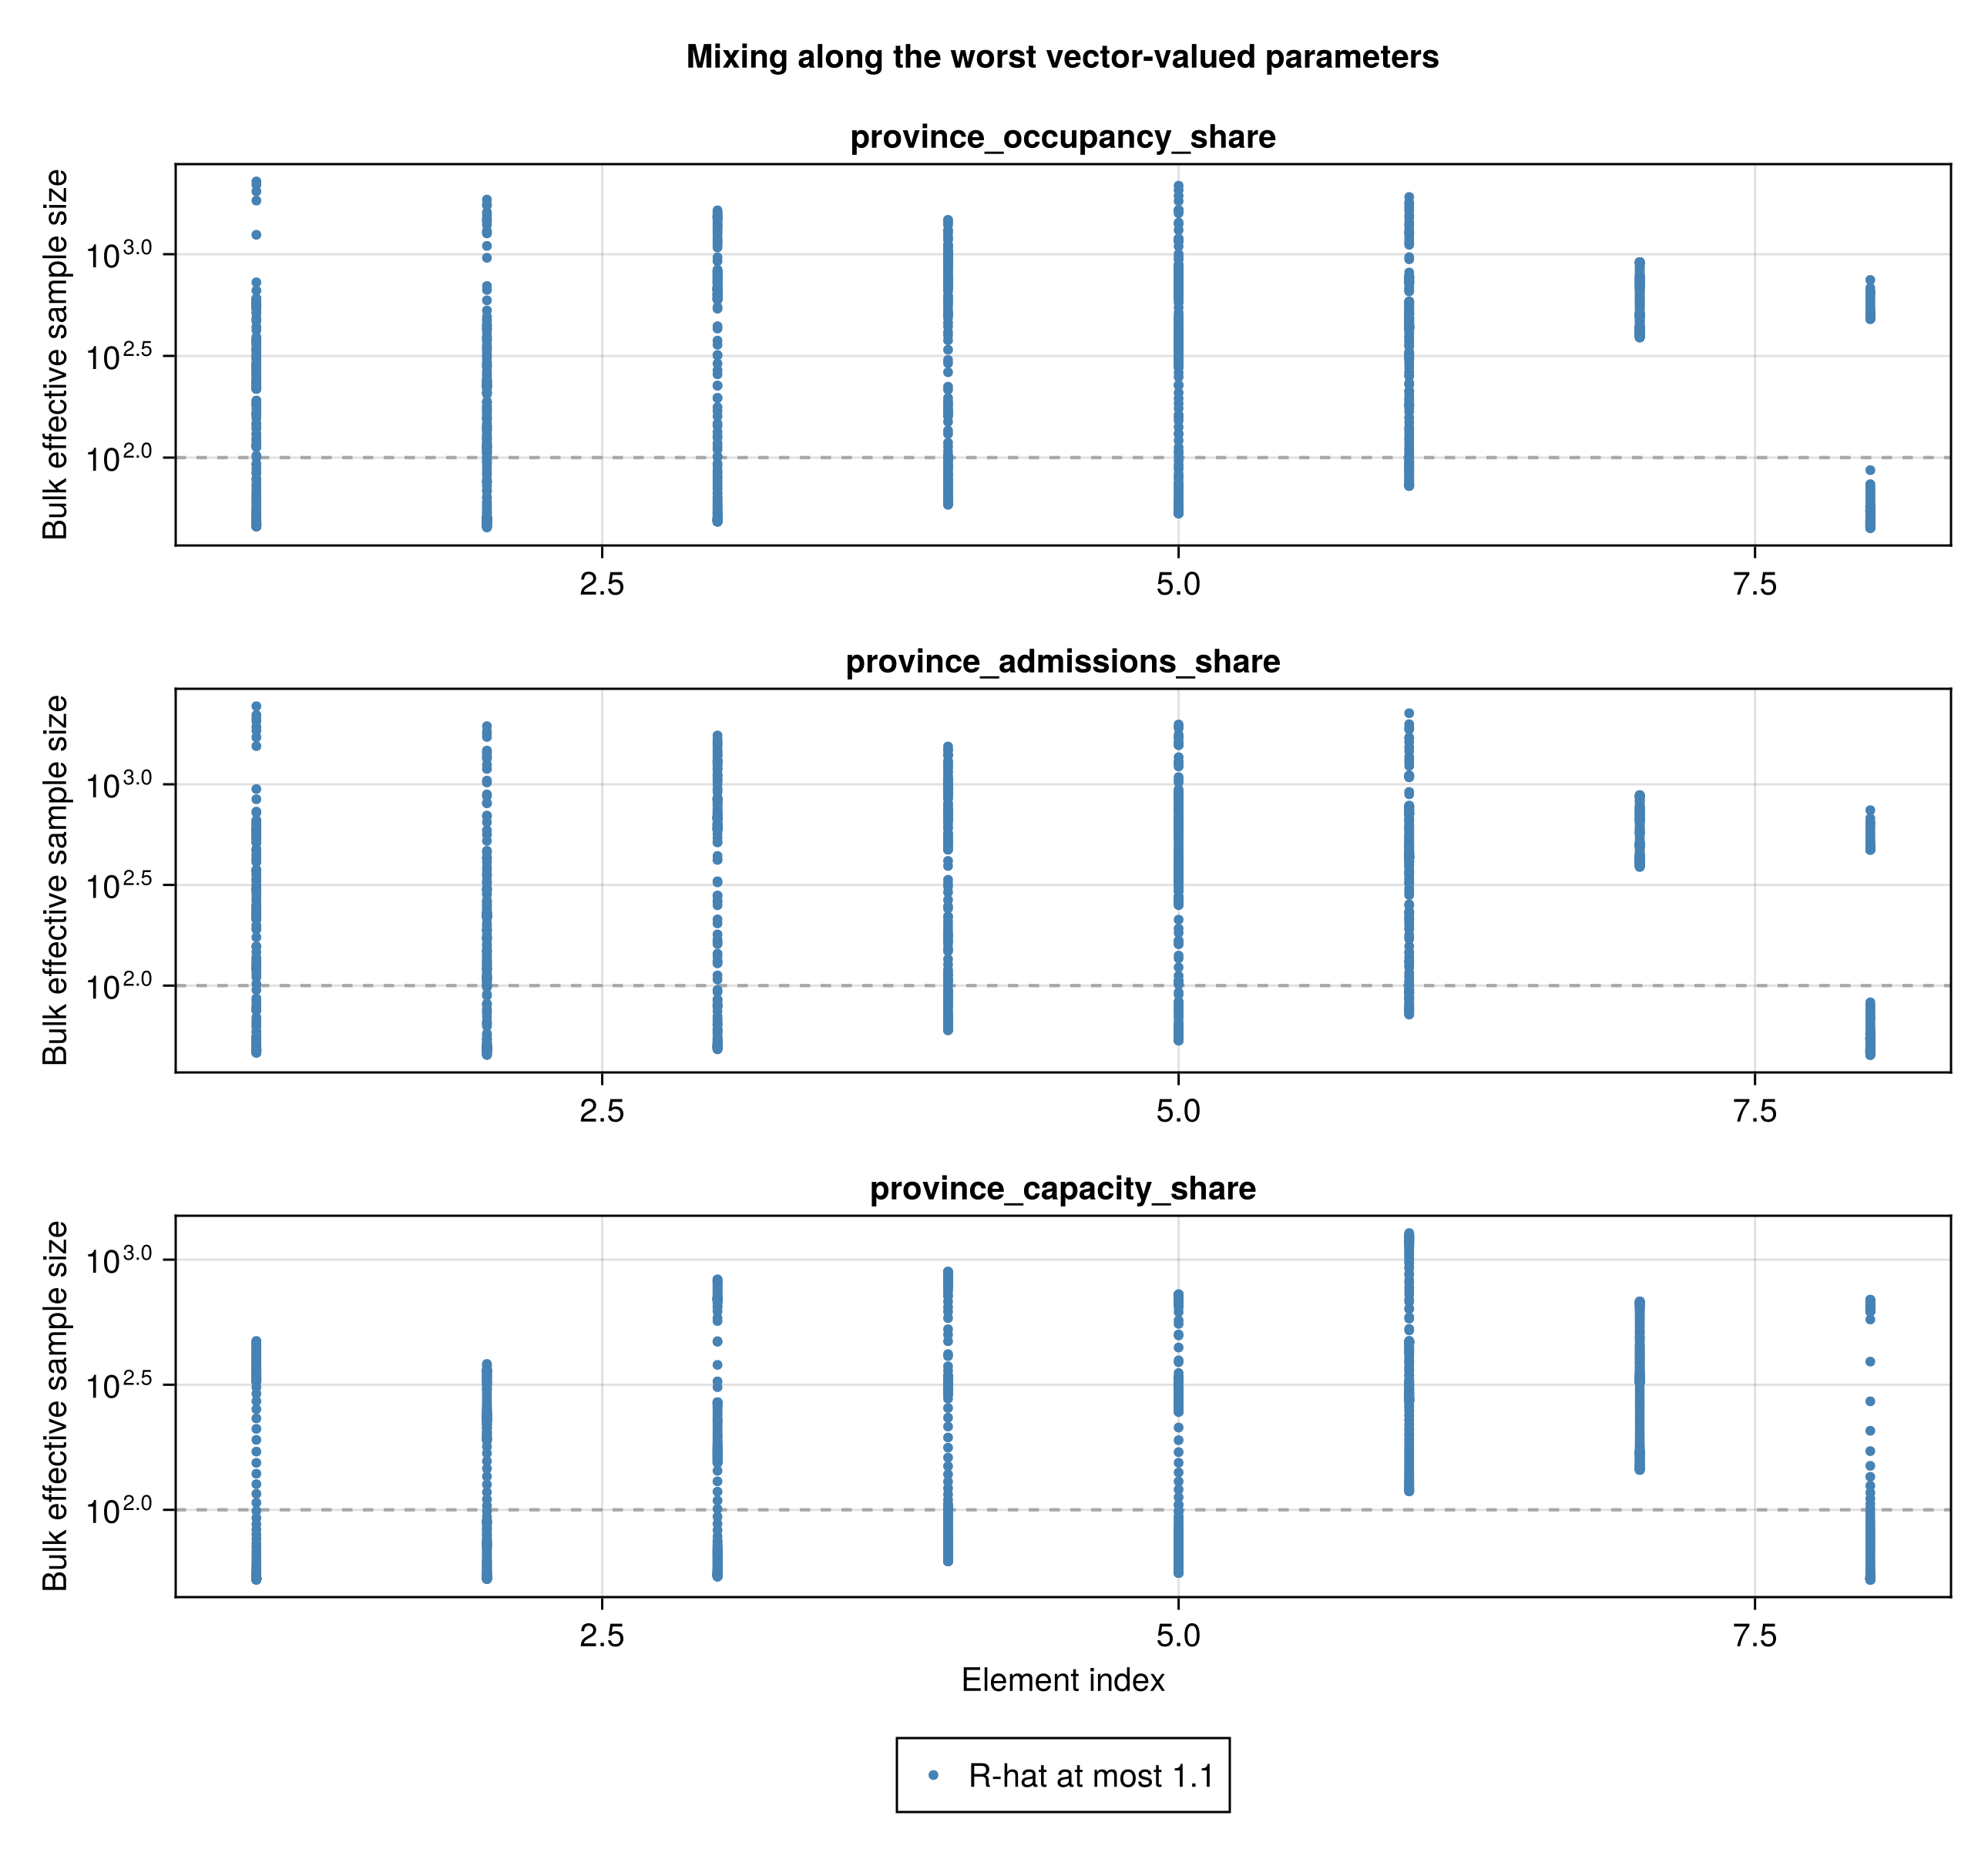 Mixing along the worst vector-valued parameters
province_occupancy_share
Bulk effective sample size
10^3.0
10^2.5
10^2.0
2.5 5.0 7.5
province_admissions_share
Bulk effective sample size
10^3.0
10^2.5
10^2.0
2.5 5.0 7.5
province_capacity_share
Bulk effective sample size
10^3.0
10^2.5
10^2.0
2.5 5.0 7.5
Element index
R-hat at most 1.1